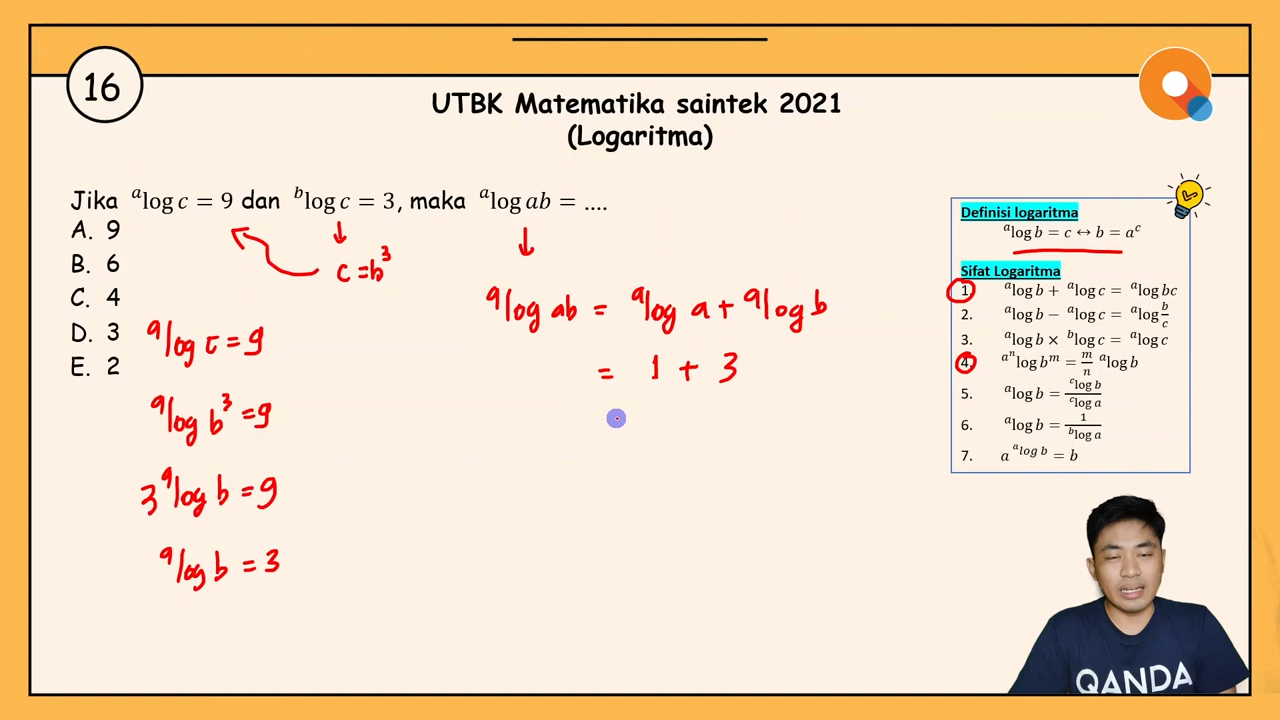 16
UTBK Matematika saintek 2021
(Logaritma)
Jika ᵃlog c = 9 dan ᵇlog c = 3, maka ᵃlog ab = ....
A. 9
B. 6
C. 4
D. 3
E. 2
c = b³
ᵃlog c = 9
ᵃlog b³ = 9
3 ᵃlog b = 9
ᵃlog b = 3
ᵃlog ab = ᵃlog a + ᵃlog b
= 1 + 3
Definisi logaritma
ᵃlog b = c ↔ b = aᶜ
Sifat Logaritma
1. ᵃlog b + ᵃlog c = ᵃlog bc
2. ᵃlog b − ᵃlog c = ᵃlog b/c
3. ᵃlog b × ᵇlog c = ᵃlog c
4. ᵃⁿlog bᵐ = m/n ᵃlog b
5. ᵃlog b = ᶜlog b/ᶜlog a
6. ᵃlog b = 1/ᵇlog a
7. a^(ᵃlog b) = b
QANDA